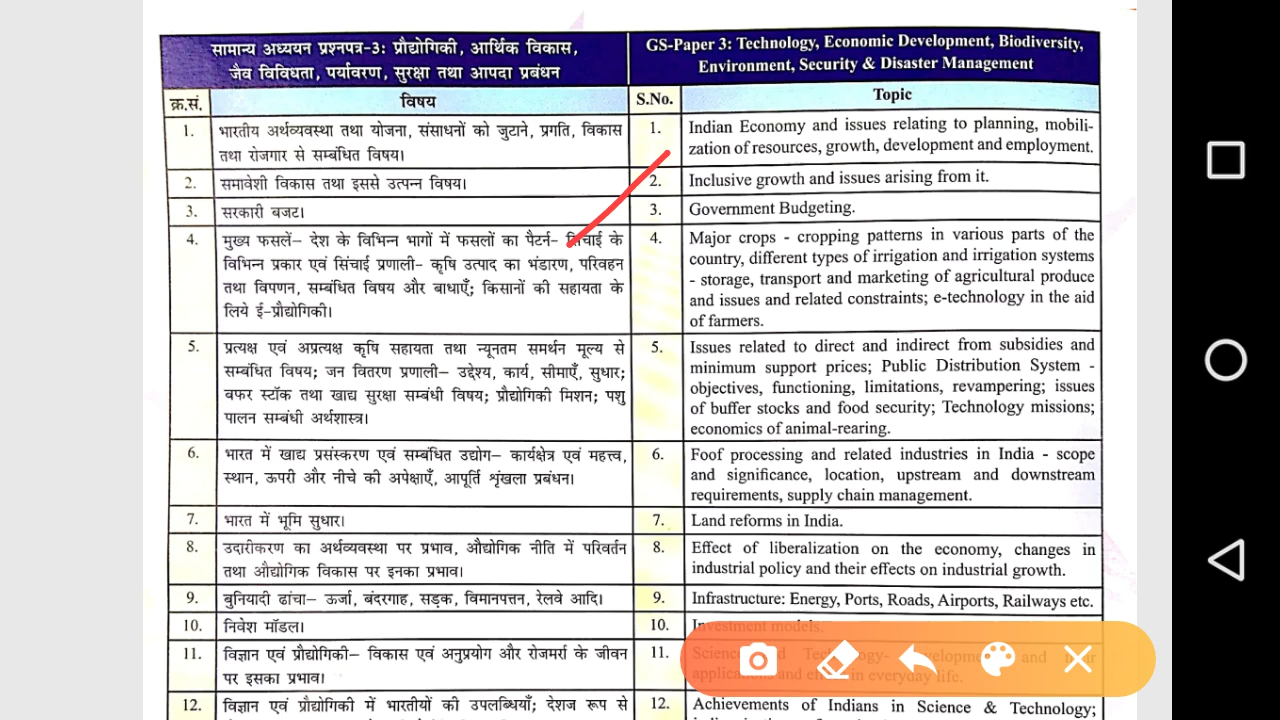 सामान्य अध्ययन प्रश्नपत्र-3: प्रौद्योगिकी, आर्थिक विकास,
जैव विविधता, पर्यावरण, सुरक्षा तथा आपदा प्रबंधन
क्र.सं. विषय
1. भारतीय अर्थव्यवस्था तथा योजना, संसाधनों को जुटाने, प्रगति, विकास
तथा रोजगार से सम्बंधित विषय।
2. समावेशी विकास तथा इससे उत्पन्न विषय।
3. सरकारी बजट।
4. मुख्य फसलें– देश के विभिन्न भागों में फसलों का पैटर्न– सिंचाई के
विभिन्न प्रकार एवं सिंचाई प्रणाली– कृषि उत्पाद का भंडारण, परिवहन
तथा विपणन, सम्बंधित विषय और बाधाएँ; किसानों की सहायता के
लिये ई-प्रौद्योगिकी।
5. प्रत्यक्ष एवं अप्रत्यक्ष कृषि सहायता तथा न्यूनतम समर्थन मूल्य से
सम्बंधित विषय; जन वितरण प्रणाली– उद्देश्य, कार्य, सीमाएँ, सुधार;
बफर स्टॉक तथा खाद्य सुरक्षा सम्बंधी विषय; प्रौद्योगिकी मिशन; पशु
पालन सम्बंधी अर्थशास्त्र।
6. भारत में खाद्य प्रसंस्करण एवं सम्बंधित उद्योग– कार्यक्षेत्र एवं महत्त्व,
स्थान, ऊपरी और नीचे की अपेक्षाएँ, आपूर्ति शृंखला प्रबंधन।
7. भारत में भूमि सुधार।
8. उदारीकरण का अर्थव्यवस्था पर प्रभाव, औद्योगिक नीति में परिवर्तन
तथा औद्योगिक विकास पर इनका प्रभाव।
9. बुनियादी ढांचा– ऊर्जा, बंदरगाह, सड़क, विमानपत्तन, रेलवे आदि।
10. निवेश मॉडल।
11. विज्ञान एवं प्रौद्योगिकी– विकास एवं अनुप्रयोग और रोजमर्रा के जीवन
पर इसका प्रभाव।
12. विज्ञान एवं प्रौद्योगिकी में भारतीयों की उपलब्धियाँ; देशज रूप से
GS-Paper 3: Technology, Economic Development, Biodiversity,
Environment, Security & Disaster Management
S.No. Topic
1. Indian Economy and issues relating to planning, mobili-
zation of resources, growth, development and employment.
2. Inclusive growth and issues arising from it.
3. Government Budgeting.
4. Major crops - cropping patterns in various parts of the
country, different types of irrigation and irrigation systems
- storage, transport and marketing of agricultural produce
and issues and related constraints; e-technology in the aid
of farmers.
5. Issues related to direct and indirect from subsidies and
minimum support prices; Public Distribution System -
objectives, functioning, limitations, revampering; issues
of buffer stocks and food security; Technology missions;
economics of animal-rearing.
6. Foof processing and related industries in India - scope
and significance, location, upstream and downstream
requirements, supply chain management.
7. Land reforms in India.
8. Effect of liberalization on the economy, changes in
industrial policy and their effects on industrial growth.
9. Infrastructure: Energy, Ports, Roads, Airports, Railways etc.
10. Investment models.
11. and
in everyday life.
12. Achievements of Indians in Science & Technology;